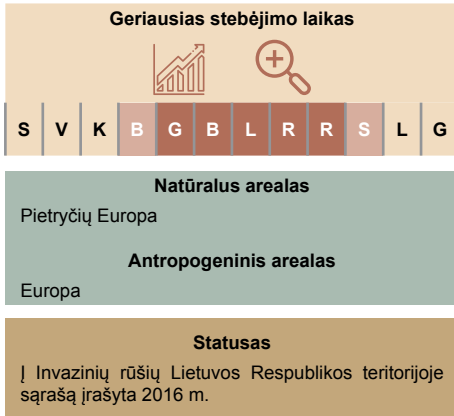 Geriausias stebėjimo laikas
S V K B G B L R R S L G
Natūralus arealas
Pietryčių Europa
Antropogeninis arealas
Europa
Statusas
Į Invazinių rūšių Lietuvos Respublikos teritorijoje
sąrašą įrašyta 2016 m.